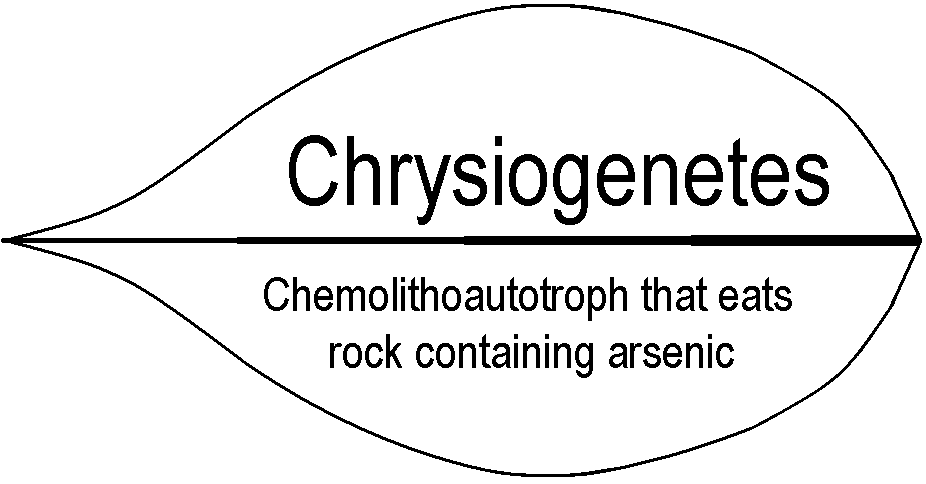 Chrysiogenetes
Chemolithoautotroph that eats
rock containing arsenic